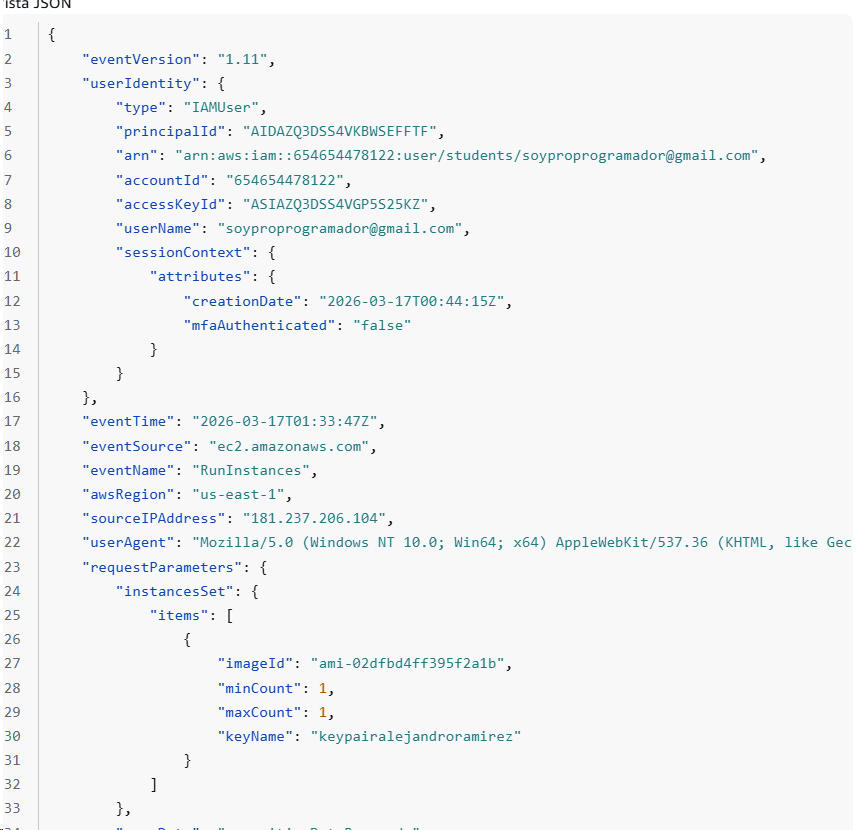 ista JSON
1 {
2 "eventVersion": "1.11",
3 "userIdentity": {
4 "type": "IAMUser",
5 "principalId": "AIDAZQ3DSS4VKBWSEFFTF",
6 "arn": "arn:aws:iam::654654478122:user/students/soyproprogramador@gmail.com",
7 "accountId": "654654478122",
8 "accessKeyId": "ASIAZQ3DSS4VGP5S25KZ",
9 "userName": "soyproprogramador@gmail.com",
10 "sessionContext": {
11 "attributes": {
12 "creationDate": "2026-03-17T00:44:15Z",
13 "mfaAuthenticated": "false"
14 }
15 }
16 },
17 "eventTime": "2026-03-17T01:33:47Z",
18 "eventSource": "ec2.amazonaws.com",
19 "eventName": "RunInstances",
20 "awsRegion": "us-east-1",
21 "sourceIPAddress": "181.237.206.104",
22 "userAgent": "Mozilla/5.0 (Windows NT 10.0; Win64; x64) AppleWebKit/537.36 (KHTML, like Gec
23 "requestParameters": {
24 "instancesSet": {
25 "items": [
26 {
27 "imageId": "ami-02dfbd4ff395f2a1b",
28 "minCount": 1,
29 "maxCount": 1,
30 "keyName": "keypairalejandroramirez"
31 }
32 ]
33 },